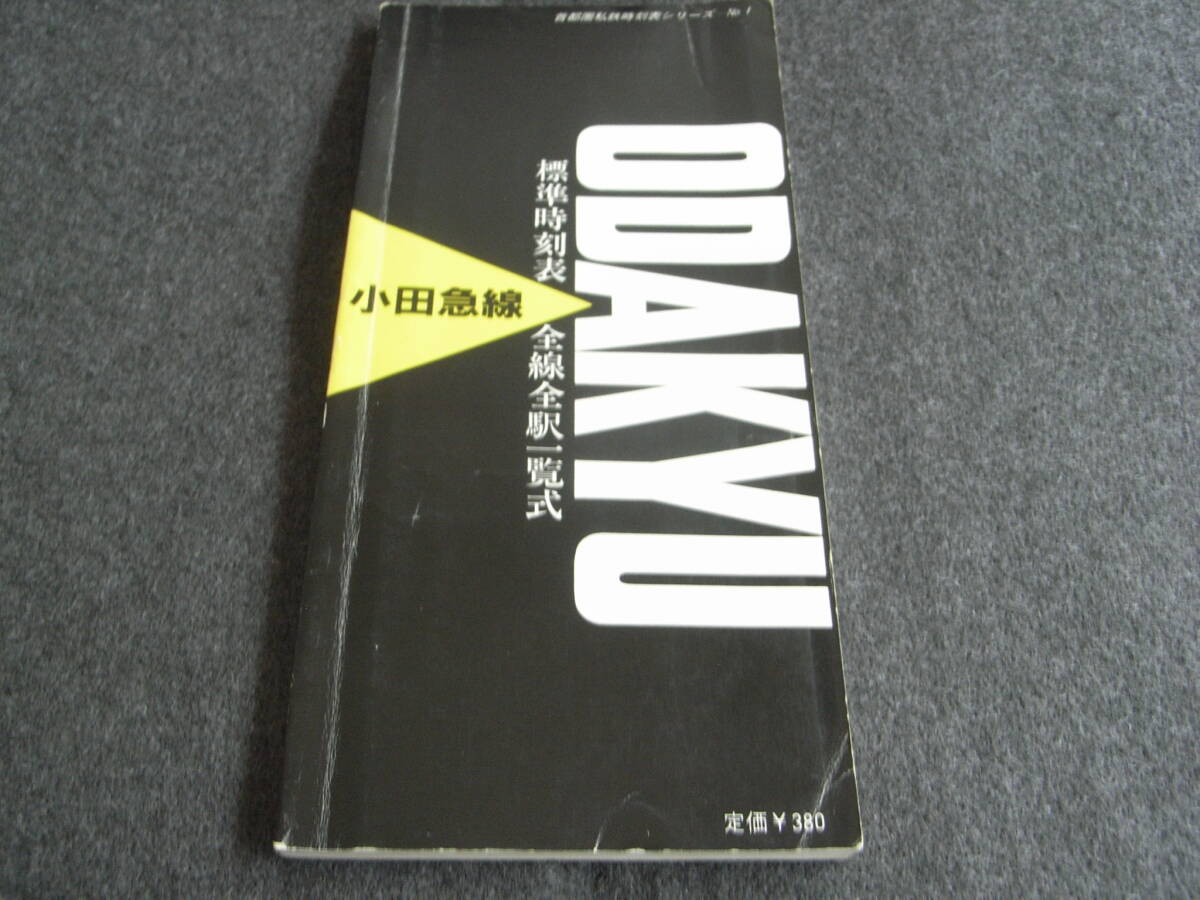 首都圏私鉄時刻表シリーズ No.1
ODAKYU
標準時刻表 全線全駅一覧式
小田急線
定価￥380